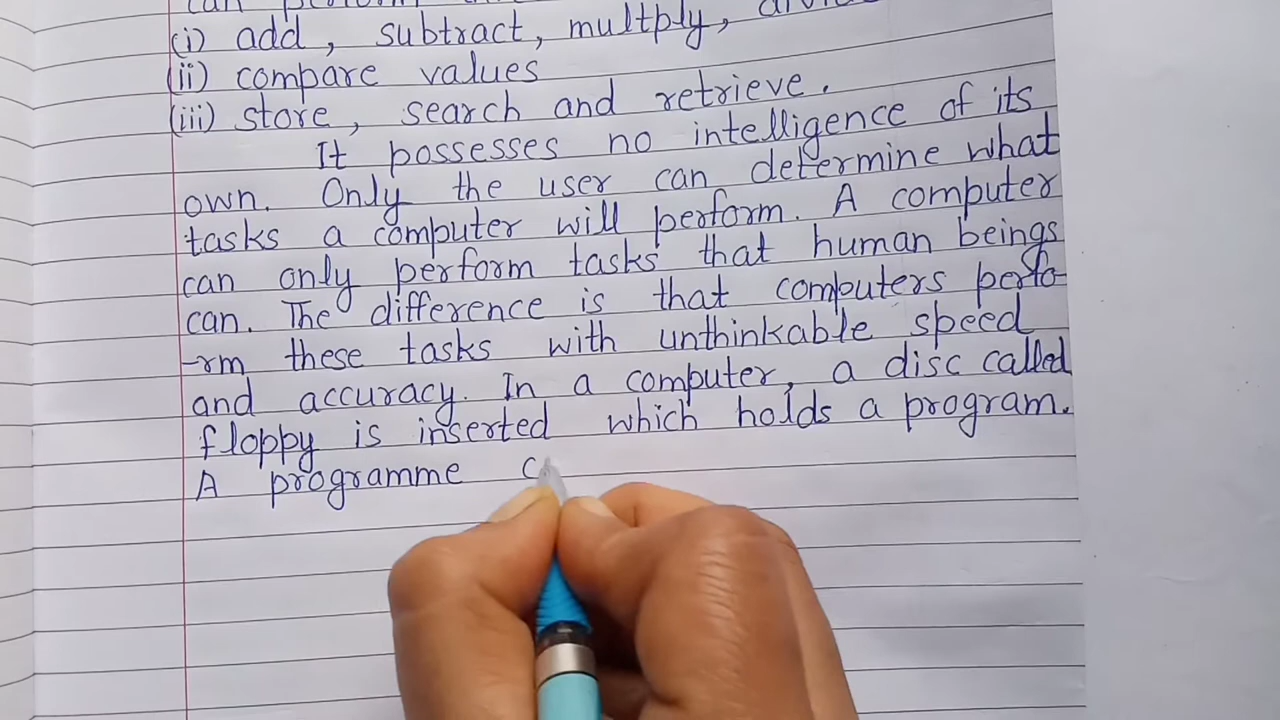 can perform
(i) add, subtract, multply,
(ii) compare values
(iii) store, search and retrieve.
It possesses no intelligence of its
own. Only the user can determine what
tasks a computer will perform. A computer
can only perform tasks that human beings
can. The difference is that computers perfo-
-rm these tasks with unthinkable speed
and accuracy. In a computer, a disc called
floppy is inserted which holds a program.
A programme